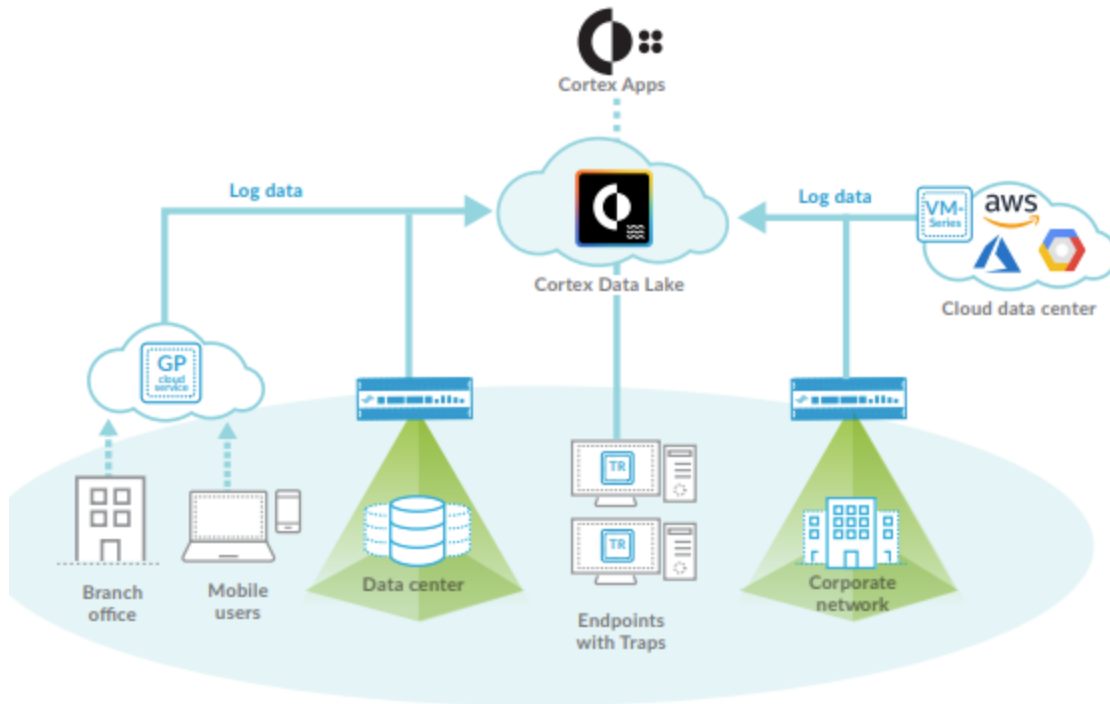 Cortex Apps
Log data
Log data
VM-
Series
aws
Cortex Data Lake
Cloud data center
GP
cloud
service
TR
TR
Branch
office
Mobile
users
Data center
Endpoints
with Traps
Corporate
network